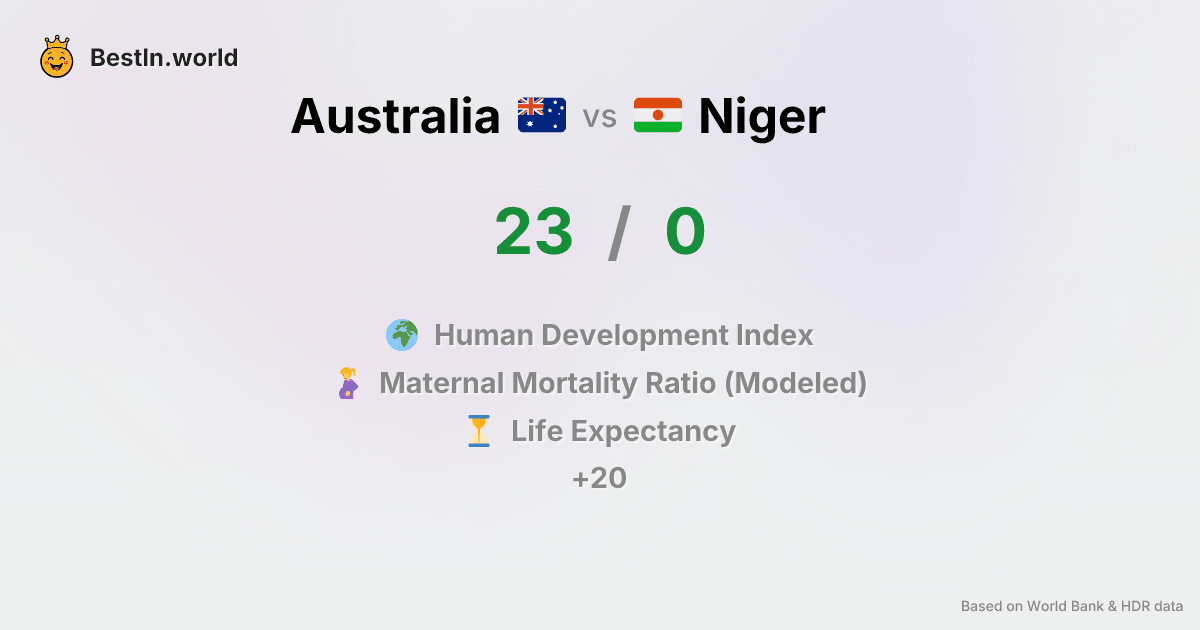 BestIn.world
Australia vs Niger
23 / 0
Human Development Index
Maternal Mortality Ratio (Modeled)
Life Expectancy
+20
Based on World Bank & HDR data